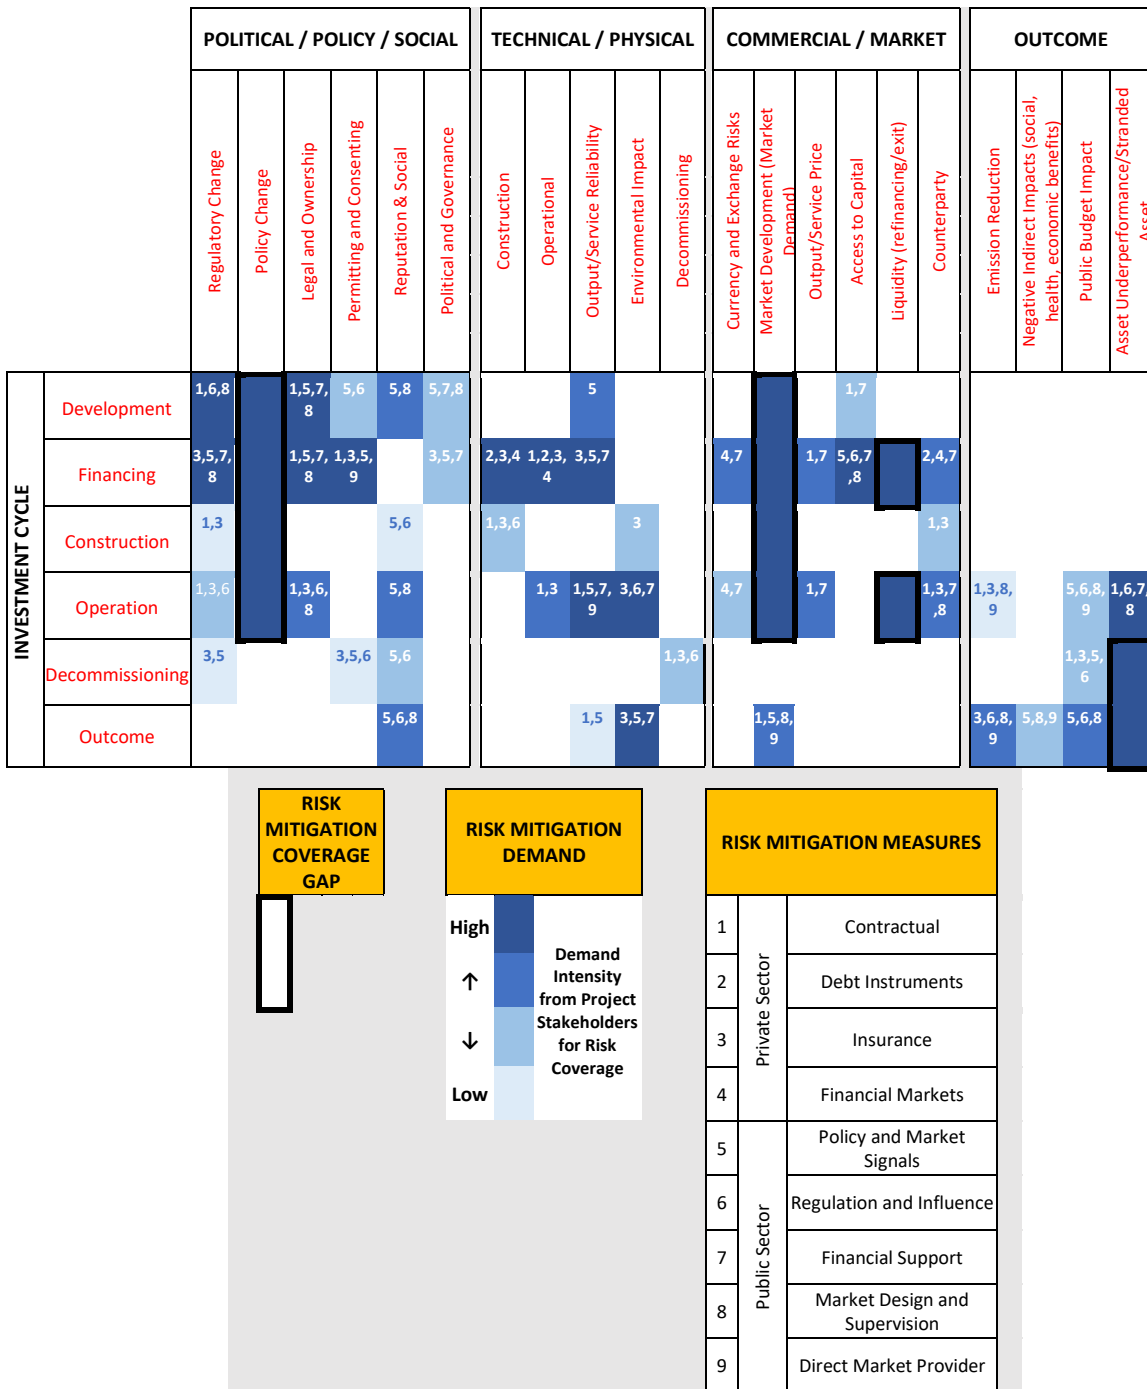 POLITICAL / POLICY / SOCIAL
TECHNICAL / PHYSICAL
COMMERCIAL / MARKET
OUTCOME
Regulatory Change
Policy Change
Legal and Ownership
Permitting and Consenting
Reputation & Social
Political and Governance
Construction
Operational
Output/Service Reliability
Environmental Impact
Decommissioning
Currency and Exchange Risks
Market Development (Market
Demand)
Output/Service Price
Access to Capital
Liquidity (refinancing/exit)
Counterparty
Emission Reduction
Negative Indirect Impacts (social,
health, economic benefits)
Public Budget Impact
Asset Underperformance/Stranded
Asset
INVESTMENT CYCLE
Development
1,6,8
1,5,7,
8
5,6
5,8
5,7,8
5
1,7
Financing
3,5,7,
8
1,5,7,
8
1,3,5,
9
3,5,7
2,3,4
1,2,3,
4
3,5,7
4,7
1,7
5,6,7
,8
2,4,7
Construction
1,3
5,6
1,3,6
3
1,3
Operation
1,3,6
1,3,6,
8
5,8
1,3
1,5,7,
9
3,6,7
4,7
1,7
1,3,7
,8
1,3,8,
9
5,6,8,
9
1,6,7,
8
Decommissioning
3,5
3,5,6
5,6
1,3,6
1,3,5,
6
Outcome
5,6,8
1,5
3,5,7
1,5,8,
9
3,6,8,
9
5,8,9
5,6,8
RISK
MITIGATION
COVERAGE
GAP
RISK MITIGATION
DEMAND
High
↑
↓
Low
Demand
Intensity
from Project
Stakeholders
for Risk
Coverage
RISK MITIGATION MEASURES
Private Sector
1
Contractual
2
Debt Instruments
3
Insurance
4
Financial Markets
Public Sector
5
Policy and Market
Signals
6
Regulation and Influence
7
Financial Support
8
Market Design and
Supervision
9
Direct Market Provider